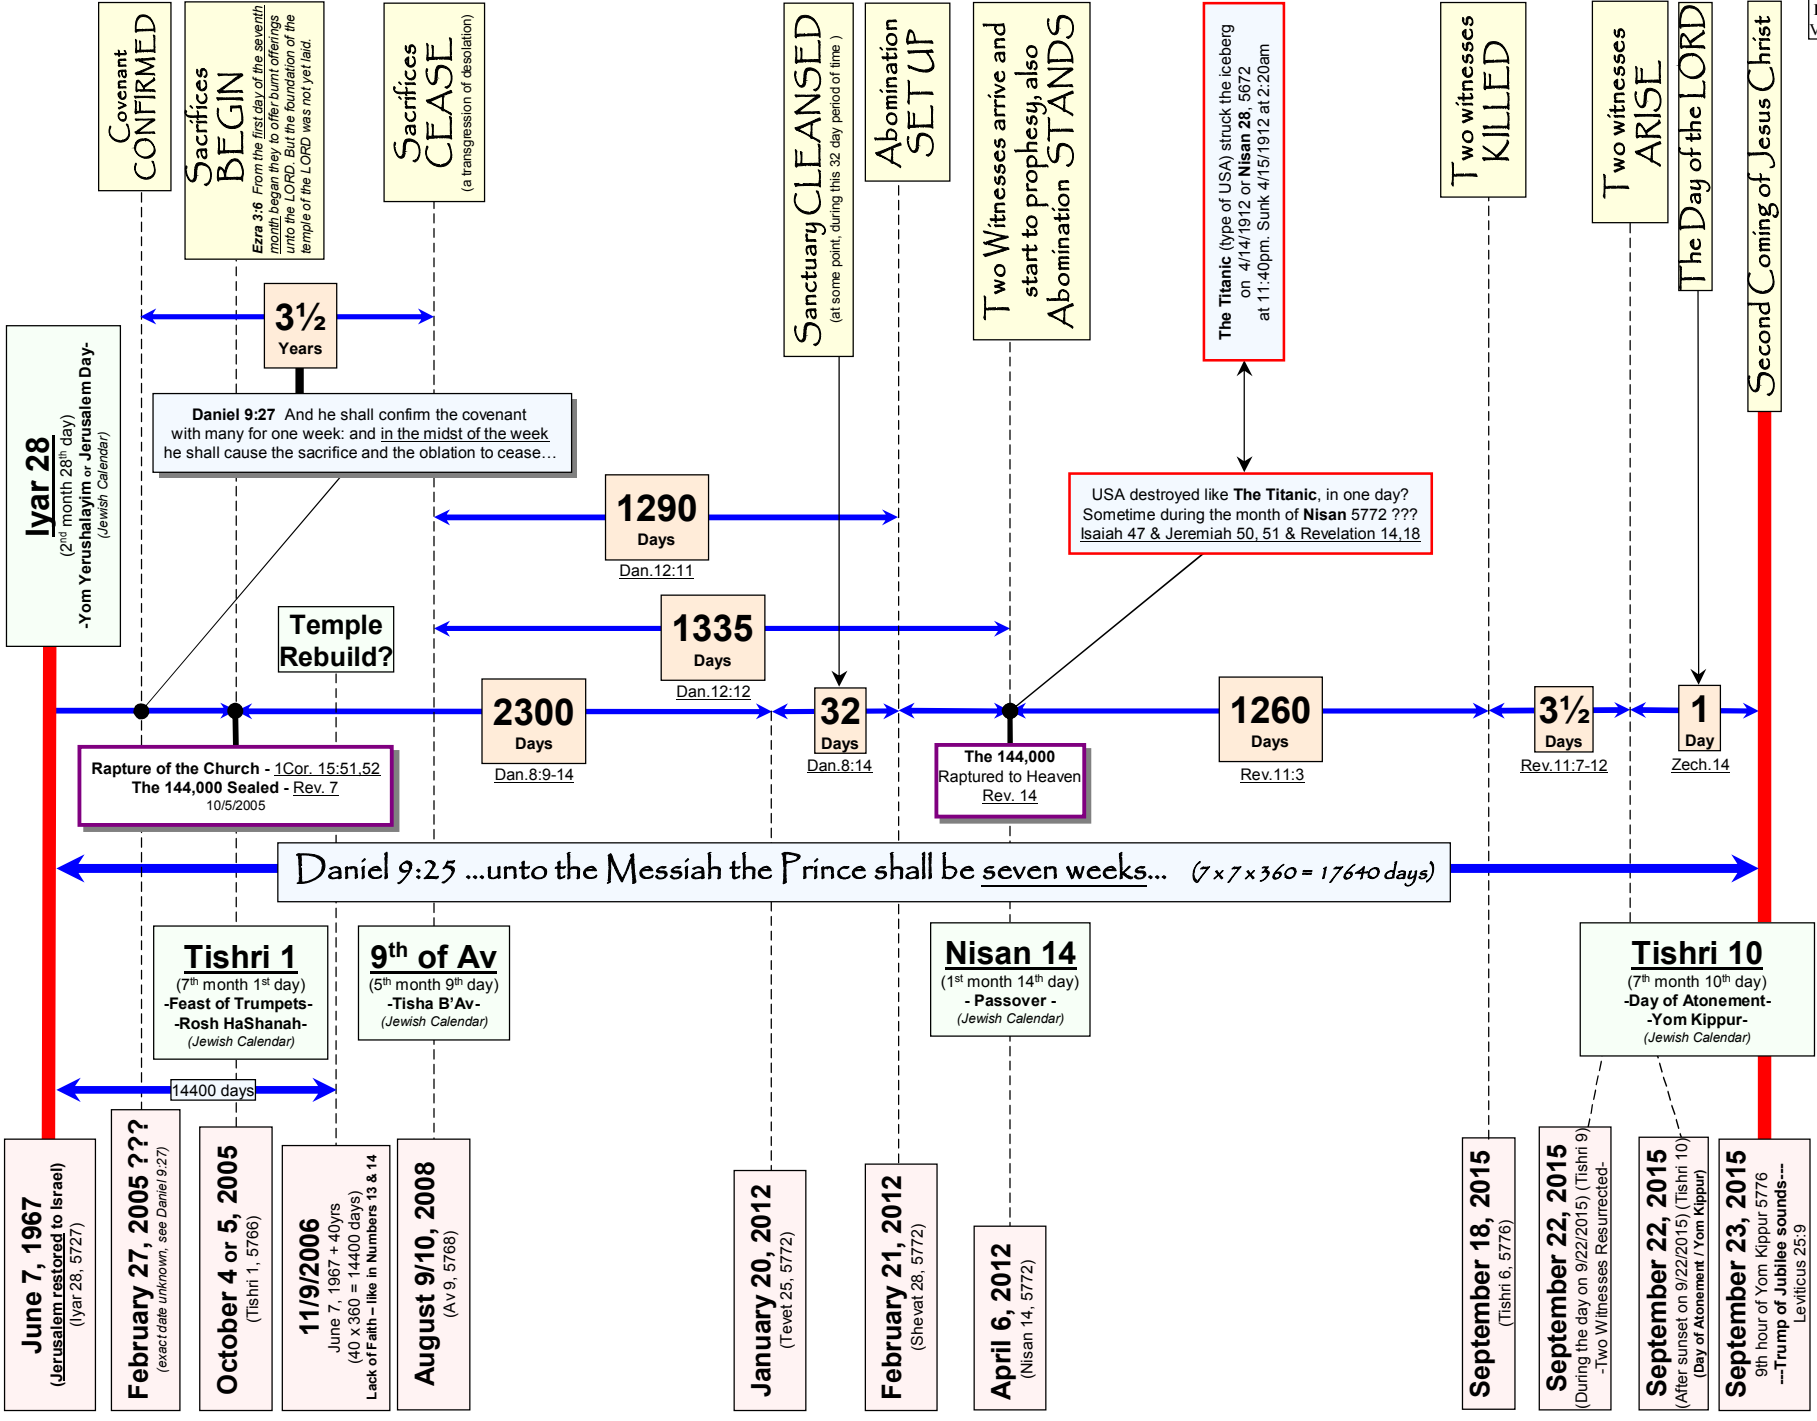 Covenant
CONFIRMED
Sacrifices
BEGIN
Ezra 3:6 From the first day of the seventh
month began they to offer burnt offerings
unto the LORD. But the foundation of the
temple of the LORD was not yet laid.
Sacrifices
CEASE
(a transgression of desolation)
Sanctuary CLEANSED
(at some point, during this 32 day period of time )
Abomination
SET UP
Two Witnesses arrive and
start to prophesy, also
Abomination STANDS
The Titanic (type of USA) struck the iceberg
on 4/14/1912 or Nisan 28, 5672
at 11:40pm. Sunk 4/15/1912 at 2:20am
Two witnesses
KILLED
Two witnesses
ARISE
The Day of the LORD
Second Coming of Jesus Christ
3½
Years
Iyar 28
(2nd month 28th day)
-Yom Yerushalayim or Jerusalem Day-
(Jewish Calendar)
Daniel 9:27 And he shall confirm the covenant
with many for one week: and in the midst of the week
he shall cause the sacrifice and the oblation to cease…
1290
Days
Dan.12:11
USA destroyed like The Titanic, in one day?
Sometime during the month of Nisan 5772 ???
Isaiah 47 & Jeremiah 50, 51 & Revelation 14,18
Temple
Rebuild?
1335
Days
Dan.12:12
2300
Days
Dan.8:9-14
32
Days
Dan.8:14
1260
Days
Rev.11:3
3½
Days
Rev.11:7-12
1
Day
Zech.14
Rapture of the Church - 1Cor. 15:51,52
The 144,000 Sealed - Rev. 7
10/5/2005
The 144,000
Raptured to Heaven
Rev. 14
Daniel 9:25 ...unto the Messiah the Prince shall be seven weeks... (7 x 7 x 360 = 17640 days)
Tishri 1
(7th month 1st day)
-Feast of Trumpets-
-Rosh HaShanah-
(Jewish Calendar)
9th of Av
(5th month 9th day)
-Tisha B'Av-
(Jewish Calendar)
Nisan 14
(1st month 14th day)
- Passover -
(Jewish Calendar)
Tishri 10
(7th month 10th day)
-Day of Atonement-
-Yom Kippur-
(Jewish Calendar)
14400 days
June 7, 1967
(Jerusalem restored to Israel)
(Iyar 28, 5727)
February 27, 2005 ???
(exact date unknown, see Daniel 9:27)
October 4 or 5, 2005
(Tishri 1, 5766)
11/9/2006
June 7, 1967 + 40yrs
(40 x 360 = 14400 days)
Lack of Faith – like in Numbers 13 & 14
August 9/10, 2008
(Av 9, 5768)
January 20, 2012
(Tevet 25, 5772)
February 21, 2012
(Shevat 28, 5772)
April 6, 2012
(Nisan 14, 5772)
September 18, 2015
(Tishri 6, 5776)
September 22, 2015
(During the day on 9/22/2015) (Tishri 9)
-Two Witnesses Resurrected-
September 22, 2015
(After sunset on 9/22/2015) (Tishri 10)
(Day of Atonement / Yom Kippur)
September 23, 2015
9th hour of Yom Kippur 5776
---Trump of Jubilee sounds---
Leviticus 25:9